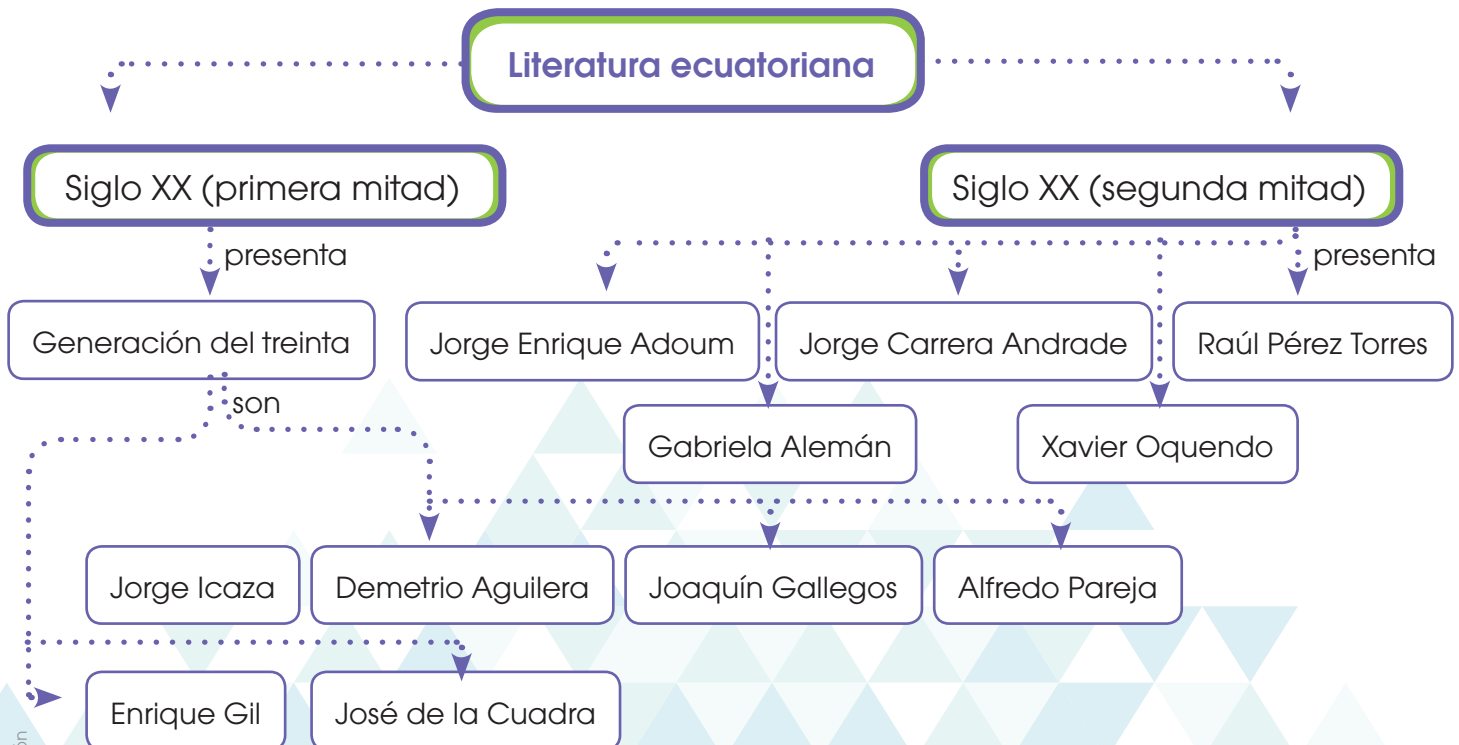 Literatura ecuatoriana
Siglo XX (primera mitad)
Siglo XX (segunda mitad)
presenta
presenta
Generación del treinta
Jorge Enrique Adoum
Jorge Carrera Andrade
Raúl Pérez Torres
son
Gabriela Alemán
Xavier Oquendo
Jorge Icaza
Demetrio Aguilera
Joaquín Gallegos
Alfredo Pareja
Enrique Gil
José de la Cuadra